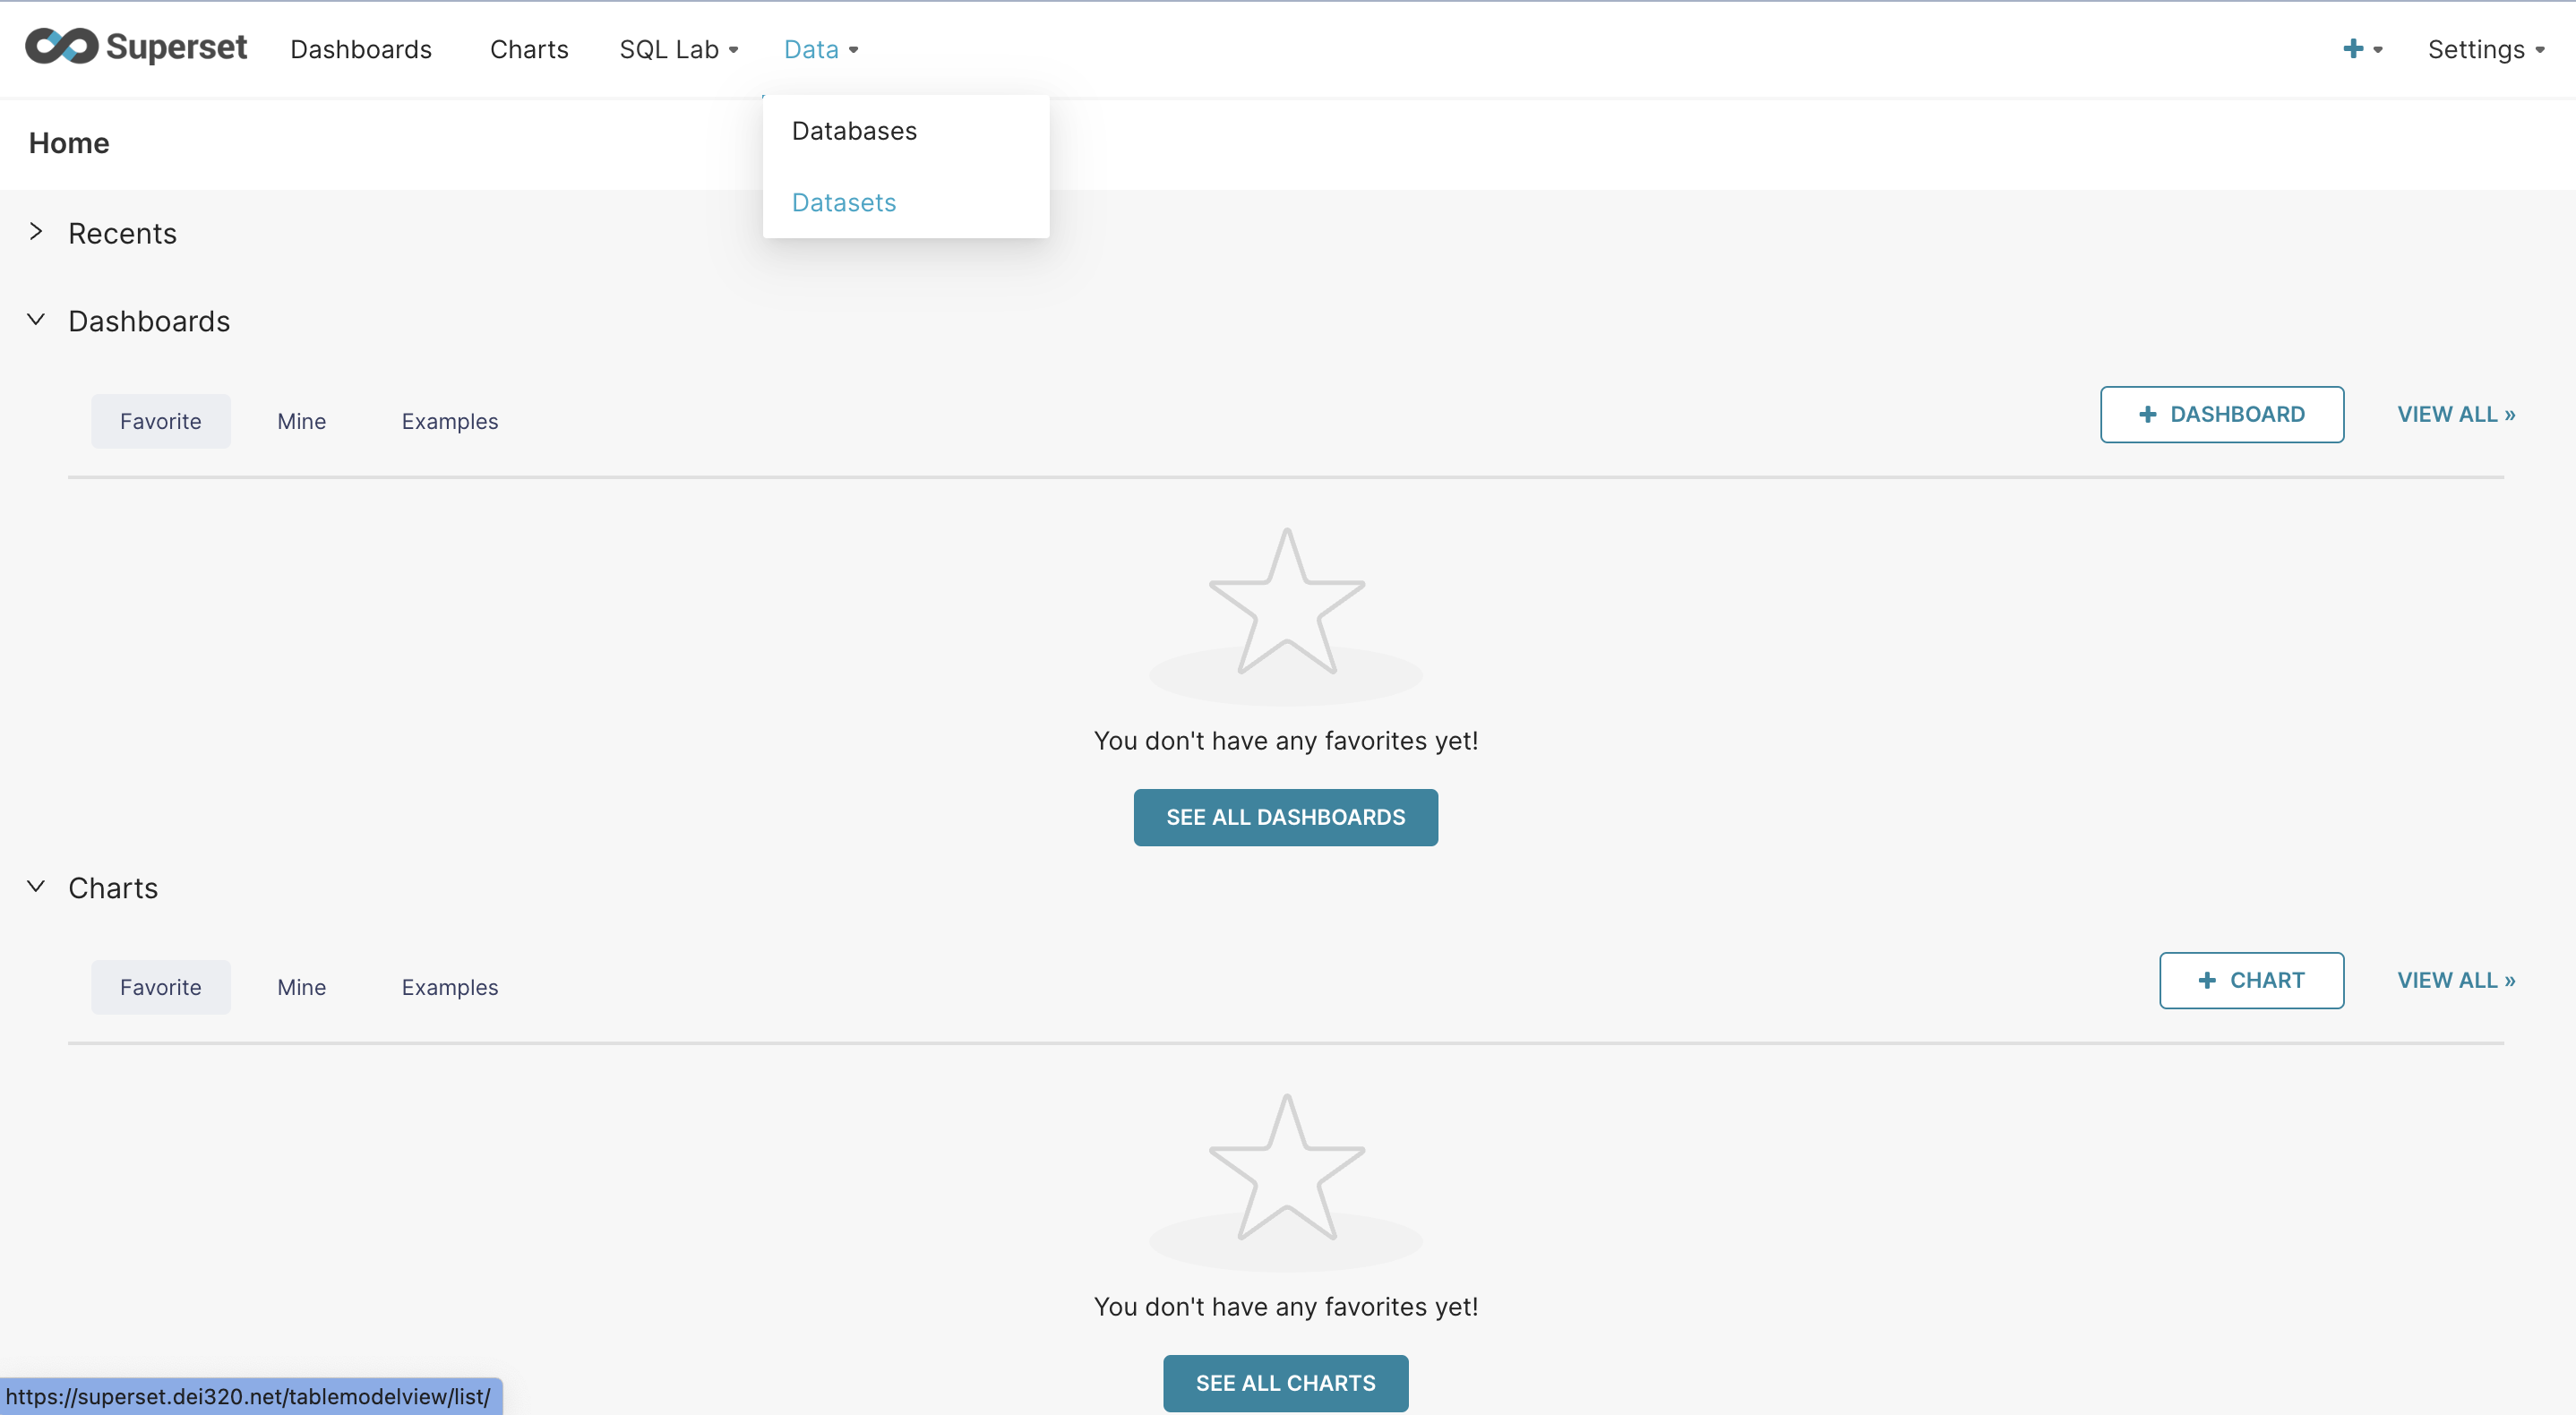 Superset Dashboards Charts SQL Lab Data + Settings
Databases
Datasets
Home
Recents
Dashboards
Favorite Mine Examples + DASHBOARD VIEW ALL »
You don't have any favorites yet!
SEE ALL DASHBOARDS
Charts
Favorite Mine Examples + CHART VIEW ALL »
You don't have any favorites yet!
SEE ALL CHARTS
https://superset.dei320.net/tablemodelview/list/